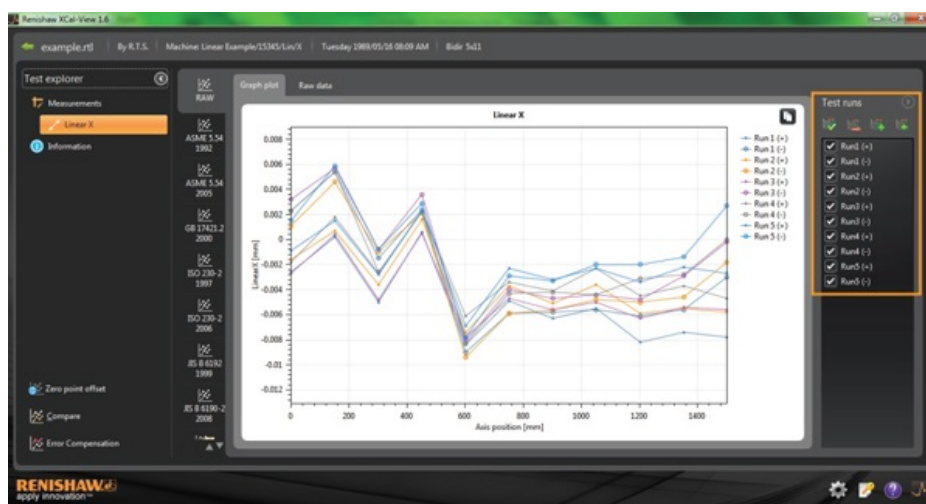 Renishaw XCal-View 1.6
example.rtl
By R.T.S.
Machine: Linear Example/15345/Lin/X
Tuesday 1989/05/16 08:09 AM
Bidir 5x11
Test explorer
Measurements
Linear X
Information
Zero point offset
Compare
Error Compensation
RAW
ASME 5.54
1992
ASME 5.54
2005
GB 17421.2
2000
ISO 230-2
1997
ISO 230-2
2006
JIS B 6192
1999
JIS B 6190-2
2008
Graph plot
Raw data
Linear X
0.008
0.006
0.004
0.002
0
-0.002
-0.004
-0.006
-0.008
-0.01
-0.012
LinearX [mm]
0 200 400 600 800 1000 1200 1400
Axis position [mm]
Run 1 (+)
Run 1 (-)
Run 2 (+)
Run 2 (-)
Run 3 (+)
Run 3 (-)
Run 4 (+)
Run 4 (-)
Run 5 (+)
Run 5 (-)
Test runs
Run1 (+)
Run1 (-)
Run2 (+)
Run2 (-)
Run3 (+)
Run3 (-)
Run4 (+)
Run4 (-)
Run5 (+)
Run5 (-)
RENISHAW
apply innovation™